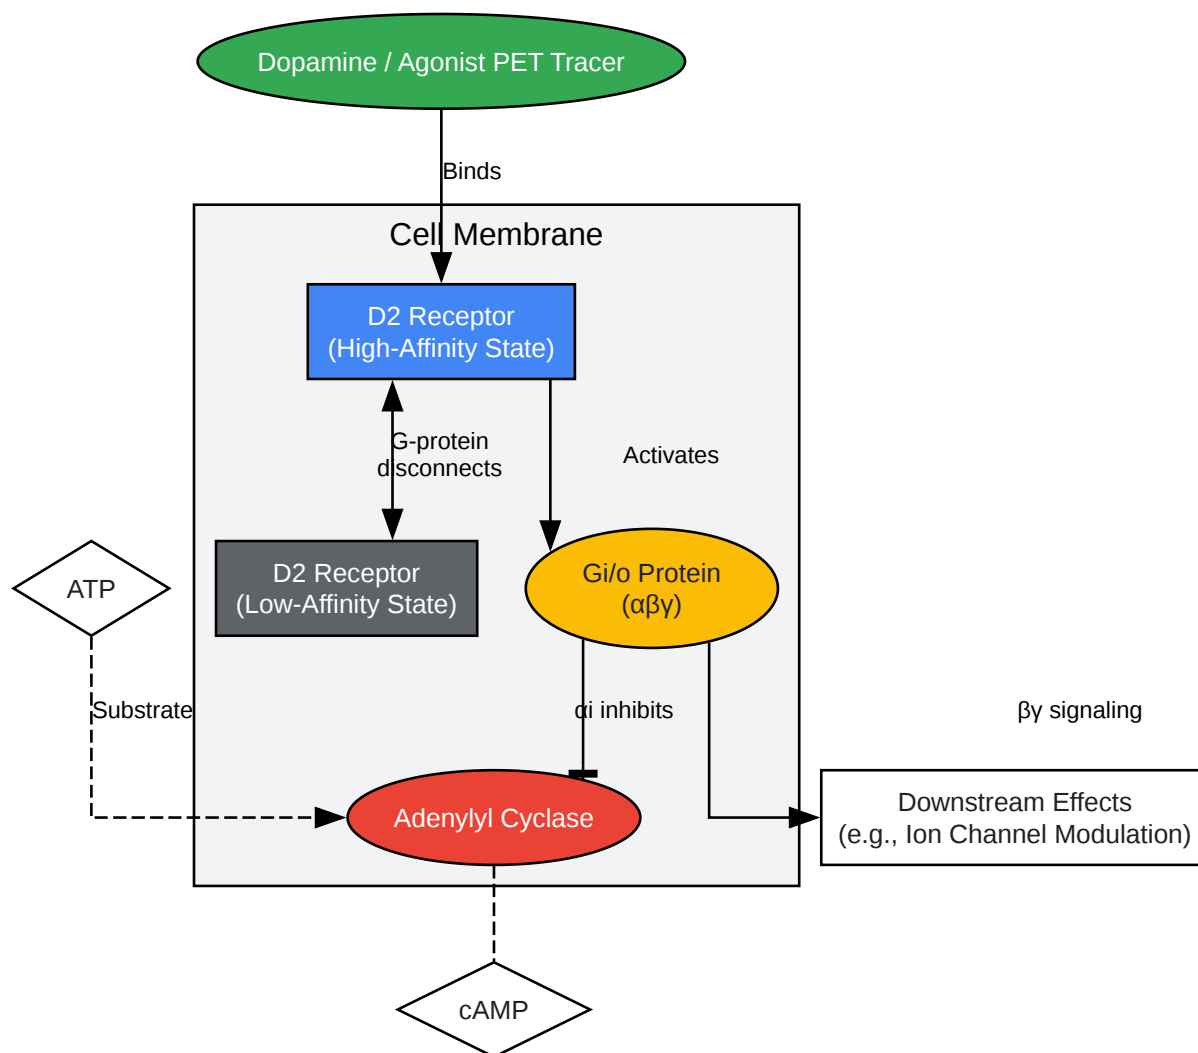 Dopamine / Agonist PET Tracer
Binds
Cell Membrane
D2 Receptor
(High-Affinity State)
G-protein
disconnects
Activates
ATP
D2 Receptor
(Low-Affinity State)
Gi/o Protein
(αβγ)
Substrate
αi inhibits
βγ signaling
Adenylyl Cyclase
Downstream Effects
(e.g., Ion Channel Modulation)
cAMP